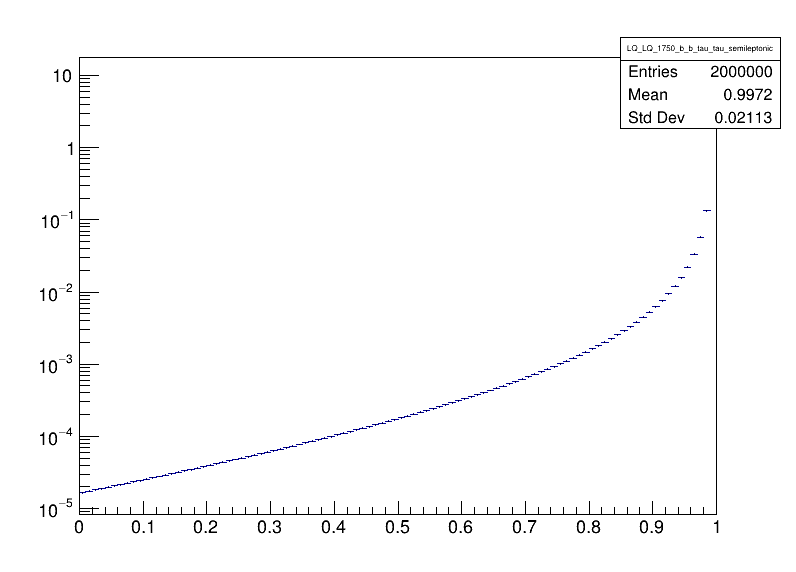 LQ_LQ_1750_b_b_tau_tau_semileptonic
Entries 2000000
Mean 0.9972
Std Dev 0.02113
10
1
10⁻¹
10⁻²
10⁻³
10⁻⁴
10⁻⁵
0 0.1 0.2 0.3 0.4 0.5 0.6 0.7 0.8 0.9 1